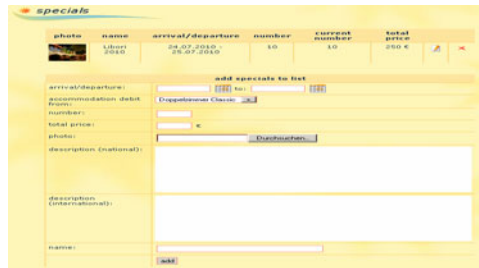 specials
photo name arrival/departure number current number total price
Libori 2010 24.07.2010 - 25.07.2010 10 10 250 €
add specials to list
arrival/departure: to:
accommodation debit from: Doppelzimmer Classic
number:
total price: €
photo: Durchsuchen...
description (national):
description (international):
name:
add